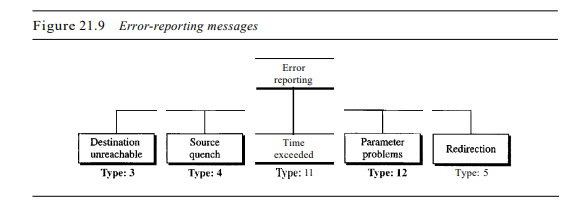 Figure 21.9 Error-reporting messages
Error
reporting
Destination
unreachable
Source
quench
Time
exceeded
Parameter
problems
Redirection
Type: 3
Type: 4
Type: 11
Type: 12
Type: 5